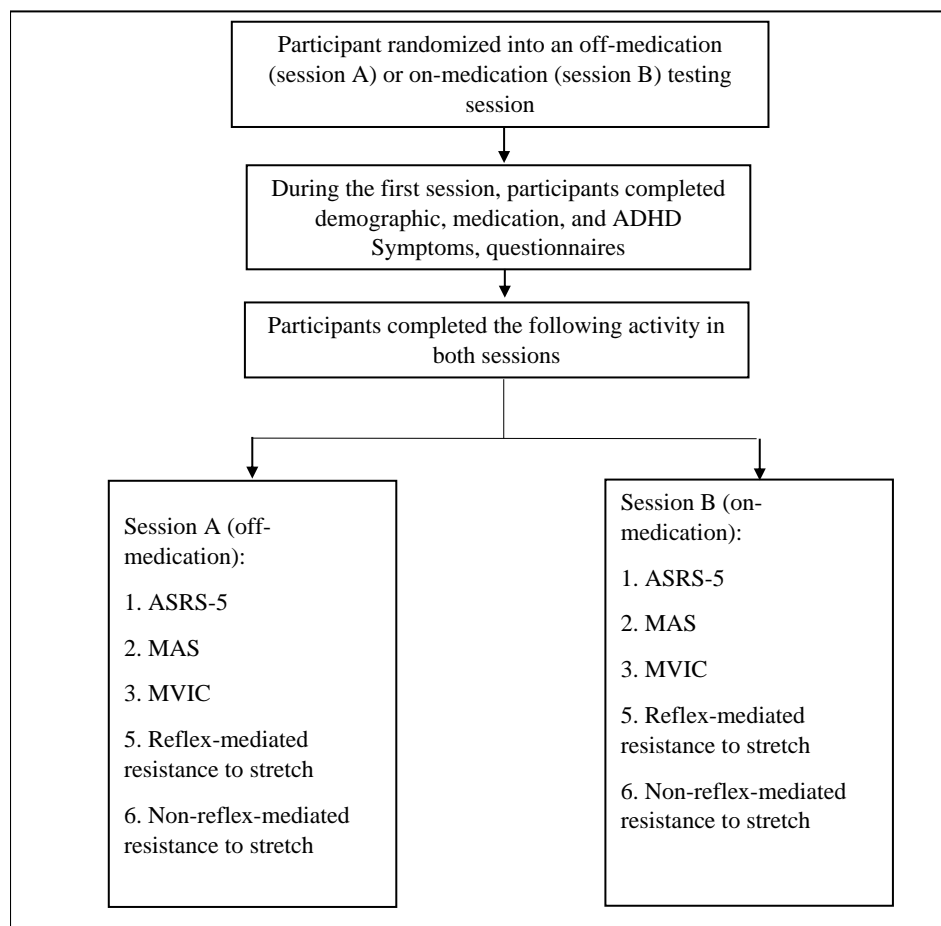 Participant randomized into an off-medication
(session A) or on-medication (session B) testing
session
During the first session, participants completed
demographic, medication, and ADHD
Symptoms, questionnaires
Participants completed the following activity in
both sessions
Session A (off-
medication):
1. ASRS-5
2. MAS
3. MVIC
5. Reflex-mediated
resistance to stretch
6. Non-reflex-mediated
resistance to stretch
Session B (on-
medication):
1. ASRS-5
2. MAS
3. MVIC
5. Reflex-mediated
resistance to stretch
6. Non-reflex-mediated
resistance to stretch